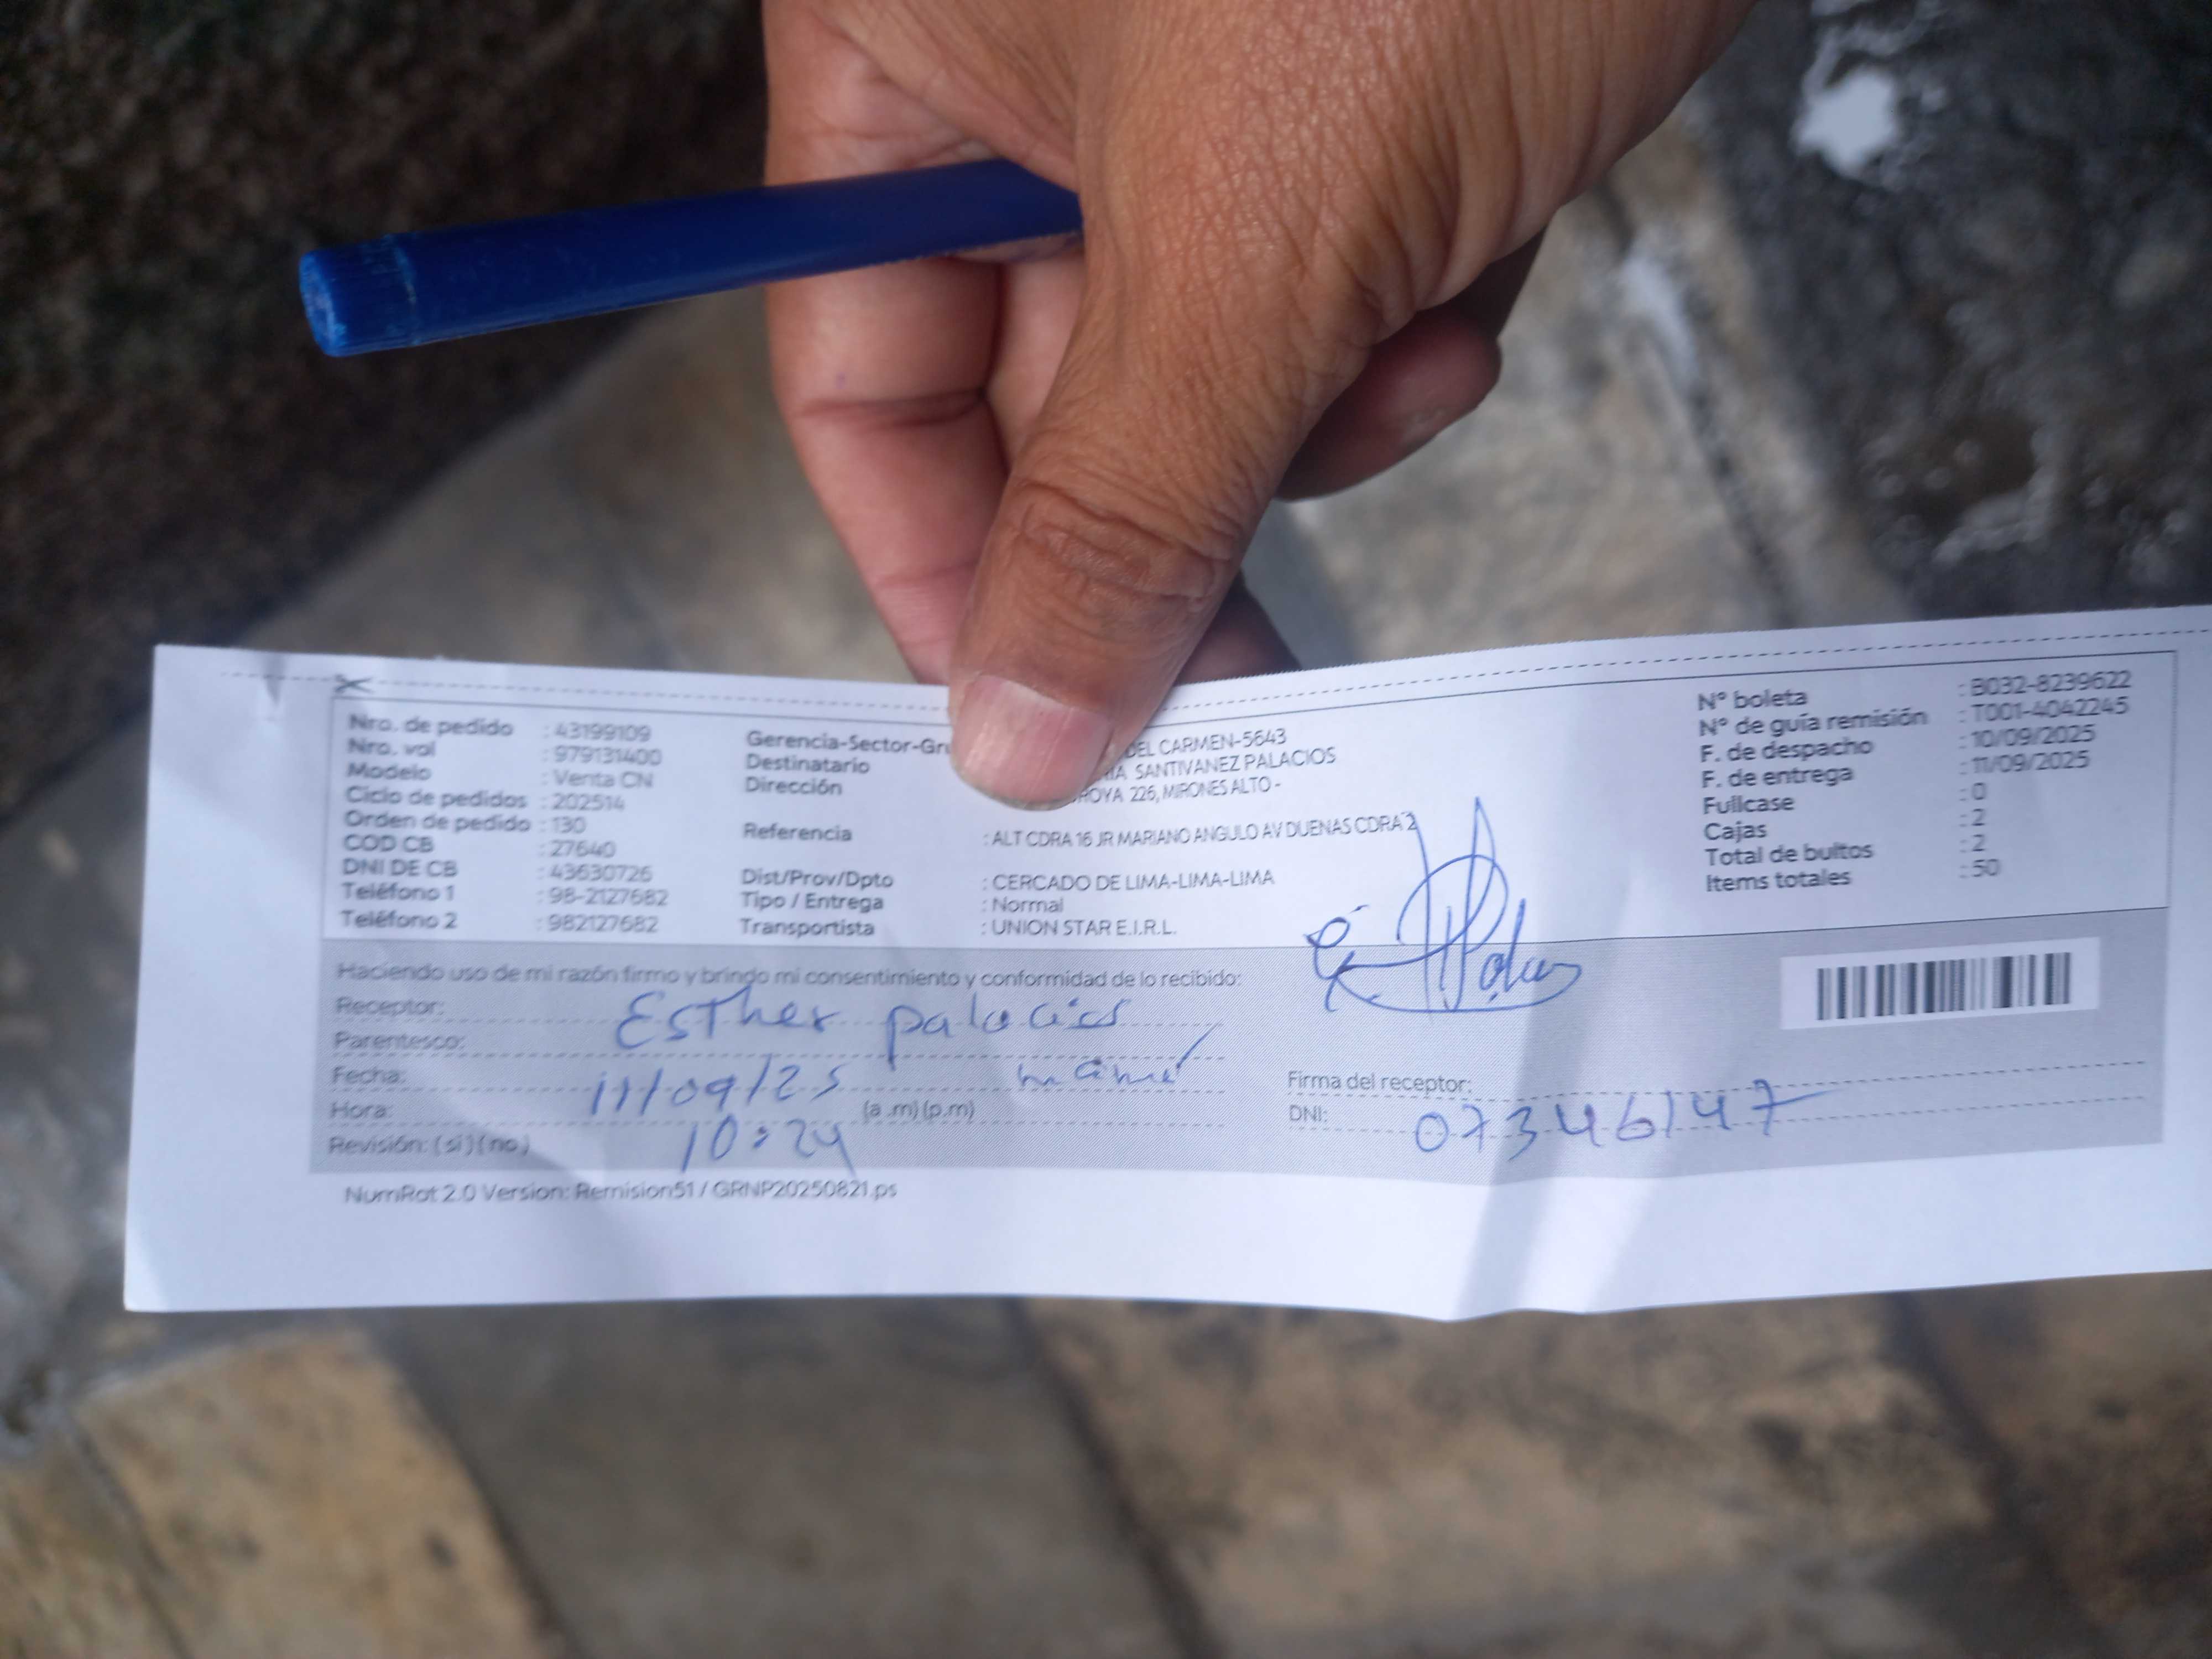 Nro. de pedido : 43199109
Nro. val : 979131400
Modelo : Venta CN
Ciclo de pedidos : 202514
Orden de pedido : 130
COD CB : 27640
DNI DE CB : 43630726
Teléfono 1 : 98-2127682
Teléfono 2 : 982127682
Gerencia-Sector-Gru DEL CARMEN-5643
Destinatario SANTIVANEZ PALACIOS
Dirección 226, MIRONES ALTO -
Referencia : ALT CDRA 16 JR MARIANO ANGULO AV DUENAS CDRA 2
Dist/Prov/Dpto : CERCADO DE LIMA-LIMA-LIMA
Tipo / Entrega : Normal
Transportista : UNION STAR E.I.R.L.
N° boleta : B032-8239622
N° de guía remisión : T001-4042245
F. de despacho : 10/09/2025
F. de entrega : 11/09/2025
Fullcase : 0
Cajas : 2
Total de bultos : 2
Items totales : 50
Haciendo uso de mi razón firmo y brindo mi consentimiento y conformidad de lo recibido:
Receptor: Esther palacios
Parentesco: mamá
Fecha: 11/09/25
Hora: 10:24 (a .m) (p.m)
Revisión: ( si ) ( no )
Firma del receptor:
DNI: 07346147
NumRot 2.0 Version: Remision51 / GRNP20250821.ps